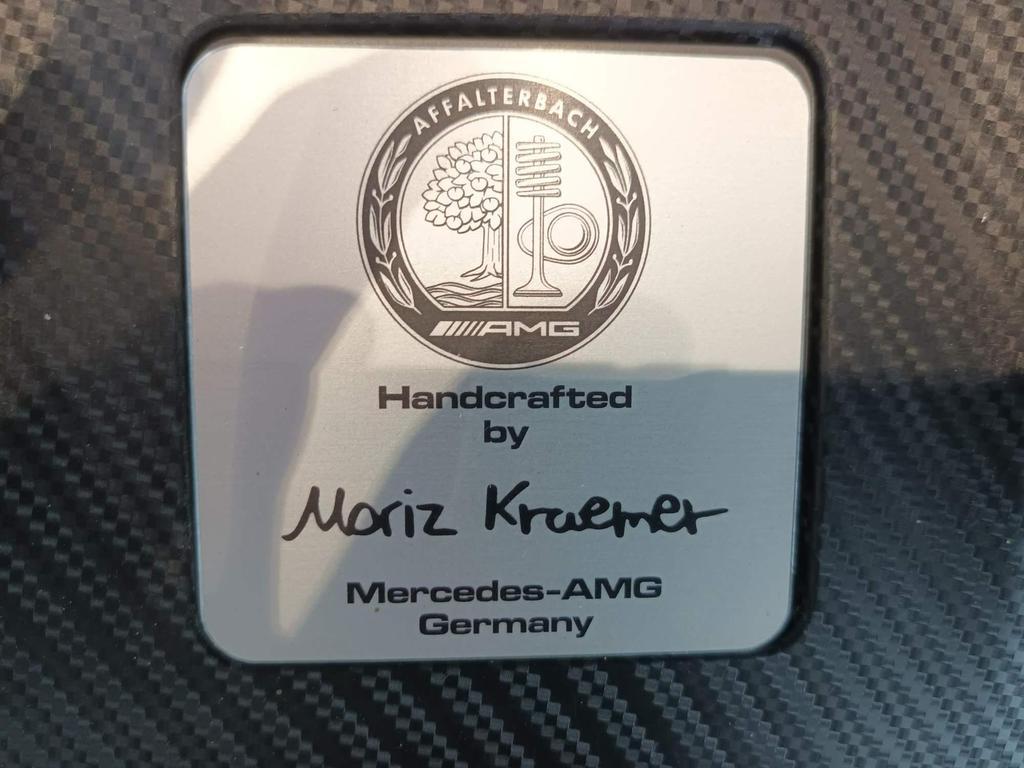 AFFALTERBACH
AMG
Handcrafted
by
Moriz Kraemer
Mercedes-AMG
Germany